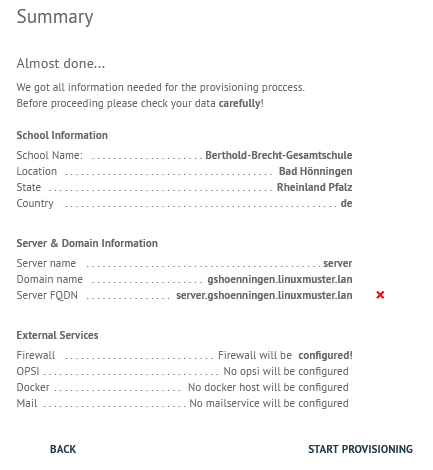 Summary
Almost done...
We got all information needed for the provisioning proccess.
Before proceeding please check your data carefully!
School Information
School Name: . . . . . . . . . . . . . . . . . . . . . Berthold-Brecht-Gesamtschule
Location . . . . . . . . . . . . . . . . . . . . . . . . . . . . . . . . . . . . . . . Bad Hönningen
State . . . . . . . . . . . . . . . . . . . . . . . . . . . . . . . . . . . . . . . . . . Rheinland Pfalz
Country . . . . . . . . . . . . . . . . . . . . . . . . . . . . . . . . . . . . . . . . . . . . . . . . . . . de
Server & Domain Information
Server name . . . . . . . . . . . . . . . . . . . . . . . . . . . . . . . . . . . . . . . . . . . . server
Domain name . . . . . . . . . . . . . . . . . . . . . gshoenningen.linuxmuster.lan
Server FQDN . . . . . . . . . . . . . . . . server.gshoenningen.linuxmuster.lan ×
External Services
Firewall . . . . . . . . . . . . . . . . . . . . . . . . . . . . Firewall will be configured!
OPSI . . . . . . . . . . . . . . . . . . . . . . . . . . . . . . . . . No opsi will be configured
Docker . . . . . . . . . . . . . . . . . . . . . . . . No docker host will be configured
Mail . . . . . . . . . . . . . . . . . . . . . . . . . . . No mailservice will be configured
BACK START PROVISIONING